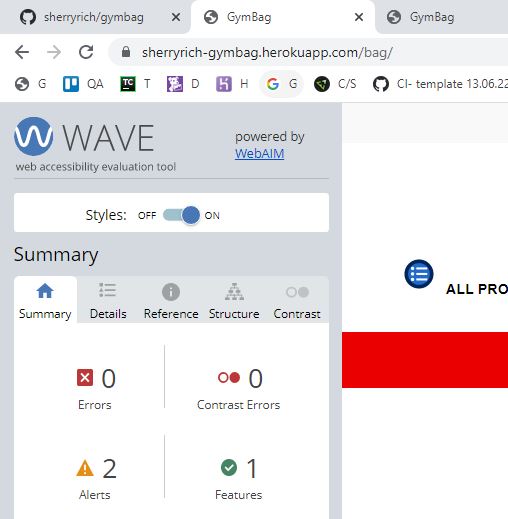 sherryrich/gymbag
GymBag
GymBag
sherryrich-gymbag.herokuapp.com/bag/
G
QA
T
D
H
G
C/S
CI- template 13.06.22
WAVE
web accessibility evaluation tool
powered by
WebAIM
Styles: OFF ON
Summary
Summary Details Reference Structure Contrast
0
Errors
0
Contrast Errors
2
Alerts
1
Features
ALL PRO